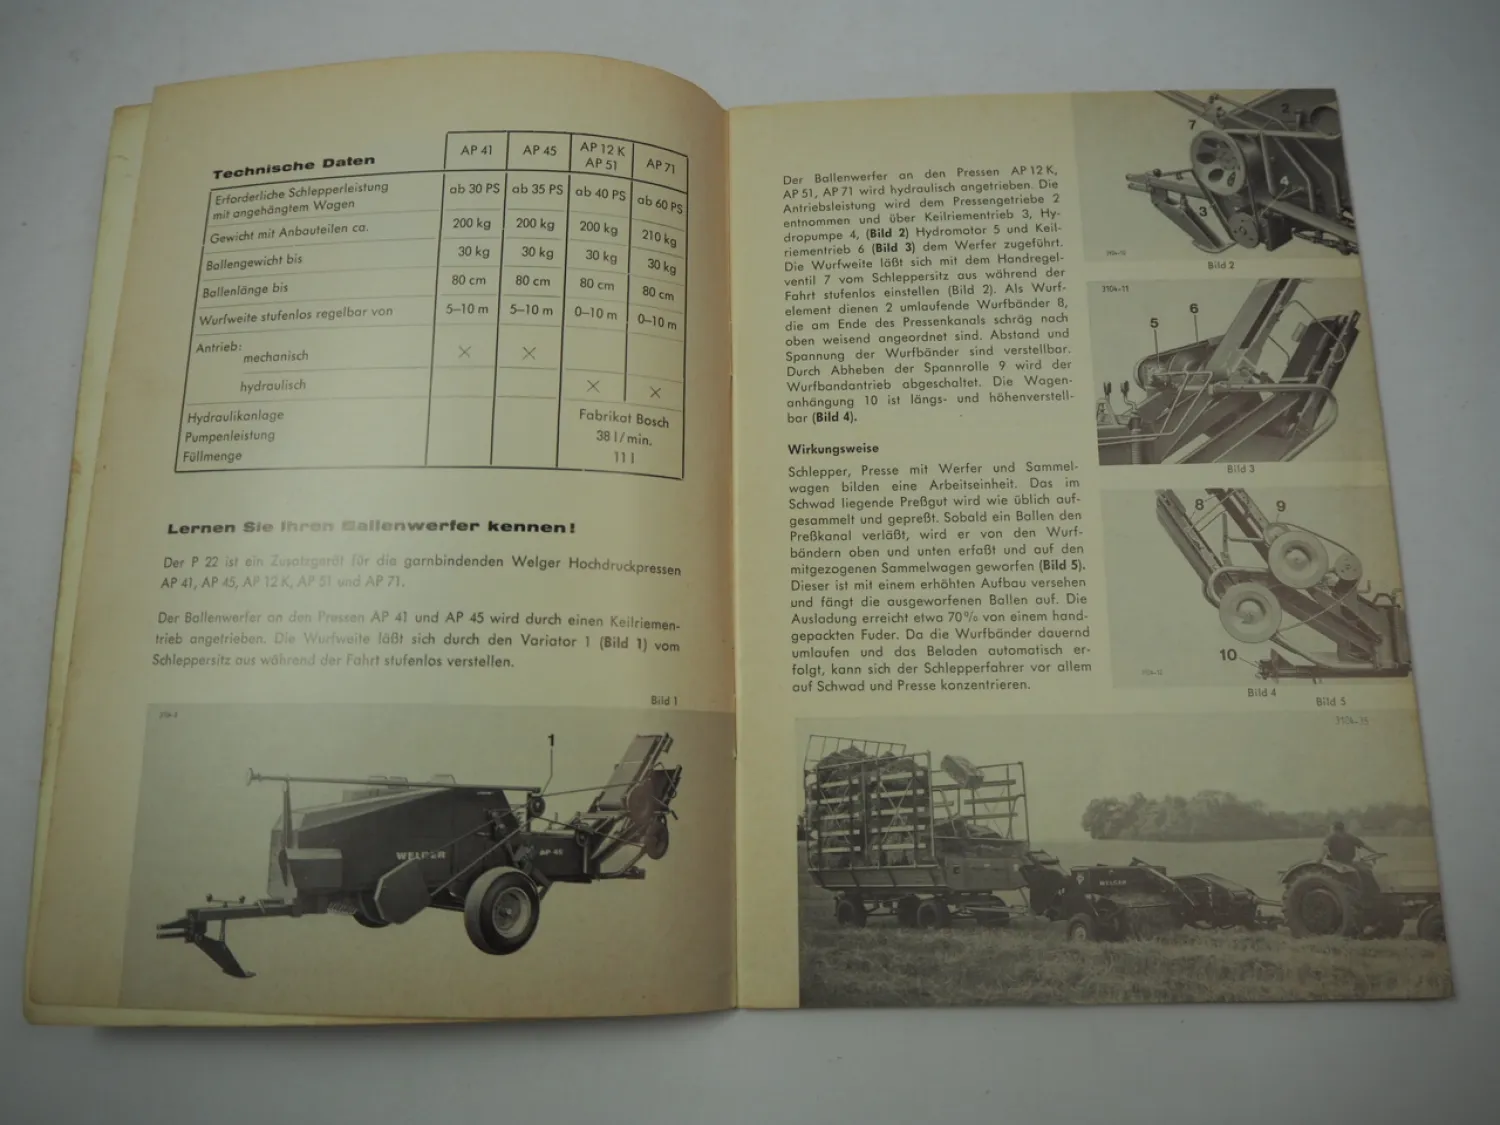 Technische Daten
AP 41 AP 45 AP 12 K AP 51 AP 71
Erforderliche Schlepperleistung
mit angehängtem Wagen ab 30 PS ab 35 PS ab 40 PS ab 60 PS
Gewicht mit Anbauteilen ca. 200 kg 200 kg 200 kg 210 kg
Ballengewicht bis 30 kg 30 kg 30 kg 30 kg
Ballenlänge bis 80 cm 80 cm 80 cm 80 cm
Wurfweite stufenlos regelbar von 5–10 m 5–10 m 0–10 m 0–10 m
Antrieb:
mechanisch × ×
hydraulisch × ×
Hydraulikanlage Fabrikat Bosch
Pumpenleistung 38 l/min.
Füllmenge 11 l
Lernen Sie Ihren Ballenwerfer kennen!
Der P 22 ist ein Zusatzgerät für die garnbindenden Welger Hochdruckpressen
AP 41, AP 45, AP 12 K, AP 51 und AP 71.
Der Ballenwerfer an den Pressen AP 41 und AP 45 wird durch einen Keilriemen-
trieb angetrieben. Die Wurfweite läßt sich durch den Variator 1 (Bild 1) vom
Schleppersitz aus während der Fahrt stufenlos verstellen.
Bild 1
1
WELGER
AP 45
Der Ballenwerfer an den Pressen AP 12 K,
AP 51, AP 71 wird hydraulisch angetrieben. Die
Antriebsleistung wird dem Pressengetriebe 2
entnommen und über Keilriementrieb 3, Hy-
dropumpe 4, (Bild 2) Hydromotor 5 und Keil-
riementrieb 6 (Bild 3) dem Werfer zugeführt.
Die Wurfweite läßt sich mit dem Handregel-
ventil 7 vom Schleppersitz aus während der
Fahrt stufenlos einstellen (Bild 2). Als Wurf-
element dienen 2 umlaufende Wurfbänder 8,
die am Ende des Pressenkanals schräg nach
oben weisend angeordnet sind. Abstand und
Spannung der Wurfbänder sind verstellbar.
Durch Abheben der Spannrolle 9 wird der
Wurfbandantrieb abgeschaltet. Die Wagen-
anhängung 10 ist längs- und höhenverstell-
bar (Bild 4).
Wirkungsweise
Schlepper, Presse mit Werfer und Sammel-
wagen bilden eine Arbeitseinheit. Das im
Schwad liegende Preßgut wird wie üblich auf-
gesammelt und gepreßt. Sobald ein Ballen den
Preßkanal verläßt, wird er von den Wurf-
bändern oben und unten erfaßt und auf den
mitgezogenen Sammelwagen geworfen (Bild 5).
Dieser ist mit einem erhöhten Aufbau versehen
und fängt die ausgeworfenen Ballen auf. Die
Ausladung erreicht etwa 70% von einem hand-
gepackten Fuder. Da die Wurfbänder dauernd
umlaufen und das Beladen automatisch er-
folgt, kann sich der Schlepperfahrer vor allem
auf Schwad und Presse konzentrieren.
2
7
4
3
3104-10
Bild 2
3104-11
6
5
Bild 3
8
9
10
Bild 4
Bild 5
3104-35
WELGER